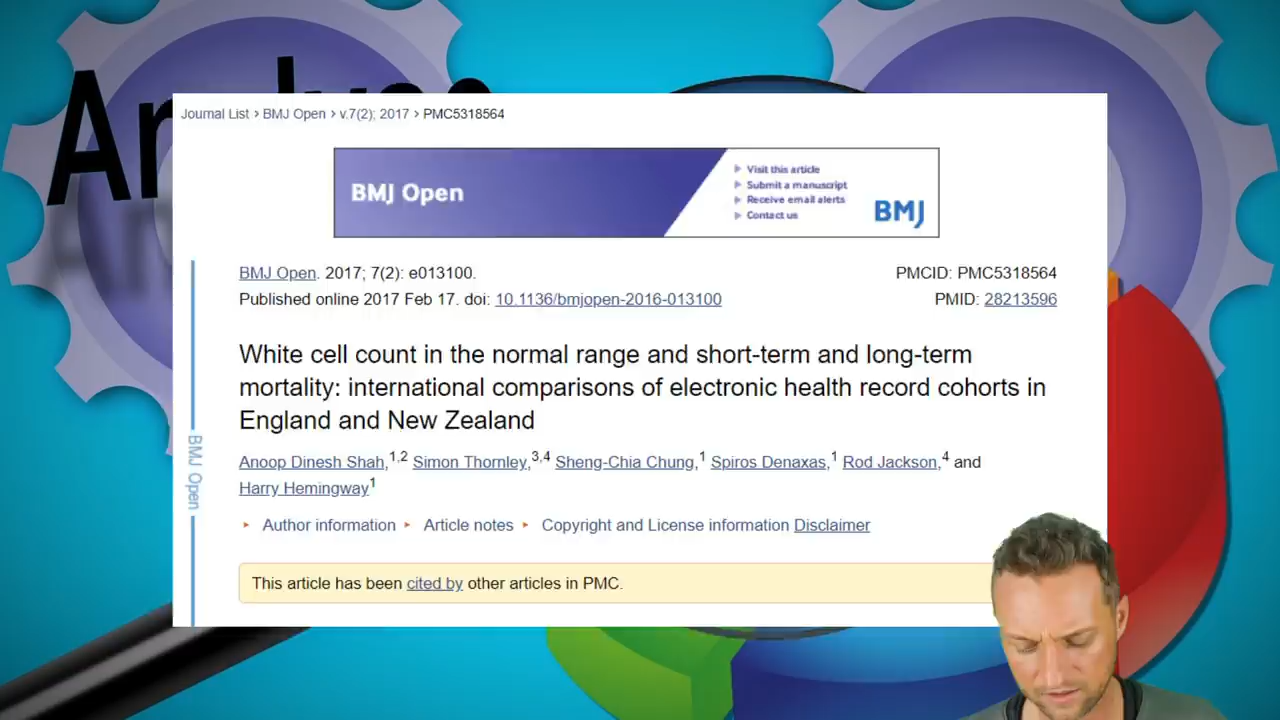 Journal List > BMJ Open > v.7(2); 2017 > PMC5318564
BMJ Open
Visit this article
Submit a manuscript
Receive email alerts
Contact us
BMJ
BMJ Open. 2017; 7(2): e013100.
PMCID: PMC5318564
Published online 2017 Feb 17. doi: 10.1136/bmjopen-2016-013100
PMID: 28213596
White cell count in the normal range and short-term and long-term
mortality: international comparisons of electronic health record cohorts in
England and New Zealand
Anoop Dinesh Shah,1,2 Simon Thornley,3,4 Sheng-Chia Chung,1 Spiros Denaxas,1 Rod Jackson,4 and
Harry Hemingway1
Author information ▸ Article notes ▸ Copyright and License information Disclaimer
This article has been cited by other articles in PMC.
BMJ Open